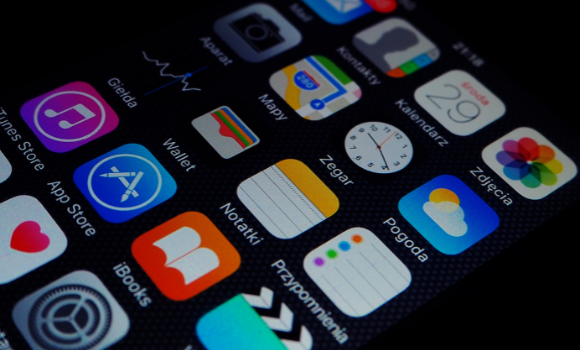 21:18
Mail
Kontakty
środa
29
Kalendarz
Zdjęcia
Aparat
Mapy
280
Zegar
Pogoda
Giełda
Wallet
Notatki
Przypomnienia
iTunes Store
App Store
iBooks